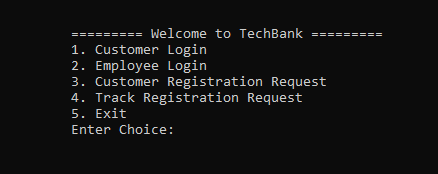 ========= Welcome to TechBank =========
1. Customer Login
2. Employee Login
3. Customer Registration Request
4. Track Registration Request
5. Exit
Enter Choice: